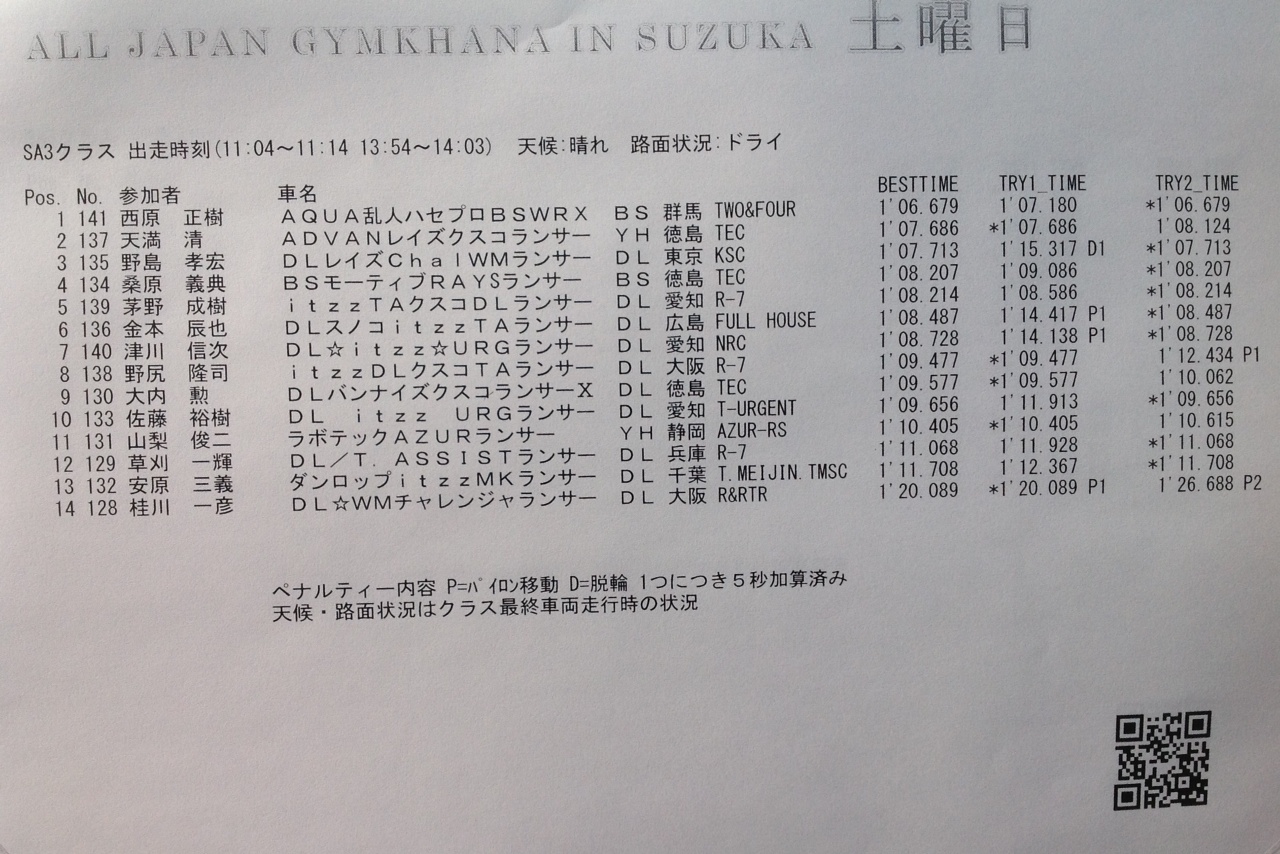 ALL JAPAN GYMKHANA IN SUZUKA 土曜日
SA3クラス 出走時刻(11:04～11:14 13:54～14:03) 天候:晴れ 路面状況:ドライ
Pos. No. 参加者 車名 BESTTIME TRY1_TIME TRY2_TIME
1 141 西原 正樹 ＡＱＵＡ乱人ハセプロＢＳＷＲＸ ＢＳ 群馬 TWO&FOUR 1'06.679 1'07.180 *1'06.679
2 137 天満 清 ＡＤＶＡＮレイズクスコランサー ＹＨ 徳島 TEC 1'07.686 *1'07.686 1'08.124
3 135 野島 孝宏 ＤＬレイズＣｈａｌＷＭランサー ＤＬ 東京 KSC 1'07.713 1'15.317 D1 *1'07.713
4 134 桑原 義典 ＢＳモーティブＲＡＹSランサー ＢＳ 徳島 TEC 1'08.207 1'09.086 *1'08.207
5 139 茅野 成樹 ｉｔｚｚＴＡクスコＤＬランサー ＤＬ 愛知 R-7 1'08.214 1'08.586 *1'08.214
6 136 金本 辰也 ＤＬスノコｉｔｚｚＴＡランサー ＤＬ 広島 FULL HOUSE 1'08.487 1'14.417 P1 *1'08.487
7 140 津川 信次 ＤＬ☆ｉｔｚｚ☆ＵＲＧランサー ＤＬ 愛知 NRC 1'08.728 1'14.138 P1 *1'08.728
8 138 野尻 隆司 ｉｔｚｚＤＬクスコＴＡランサー ＤＬ 大阪 R-7 1'09.477 *1'09.477 1'12.434 P1
9 130 大内 勲 ＤＬバンナイズクスコランサーＸ ＤＬ 徳島 TEC 1'09.577 *1'09.577 1'10.062
10 133 佐藤 裕樹 ＤＬ ｉｔｚｚ ＵＲＧランサー ＤＬ 愛知 T-URGENT 1'09.656 1'11.913 *1'09.656
11 131 山梨 俊二 ラボテックＡＺＵＲランサー ＹＨ 静岡 AZUR-RS 1'10.405 *1'10.405 1'10.615
12 129 草刈 一輝 ＤＬ／Ｔ．ＡＳＳＩＳＴランサー ＤＬ 兵庫 R-7 1'11.068 1'11.928 *1'11.068
13 132 安原 三義 ダンロップｉｔｚｚＭＫランサー ＤＬ 千葉 T.MEIJIN.TMSC 1'11.708 1'12.367 *1'11.708
14 128 桂川 一彦 ＤＬ☆ＷＭチャレンジャランサー ＤＬ 大阪 R&RTR 1'20.089 *1'20.089 P1 1'26.688 P2
ペナルティー内容 P=ﾊﾟｲﾛﾝ移動 D=脱輪 1つにつき５秒加算済み
天候・路面状況はクラス最終車両走行時の状況